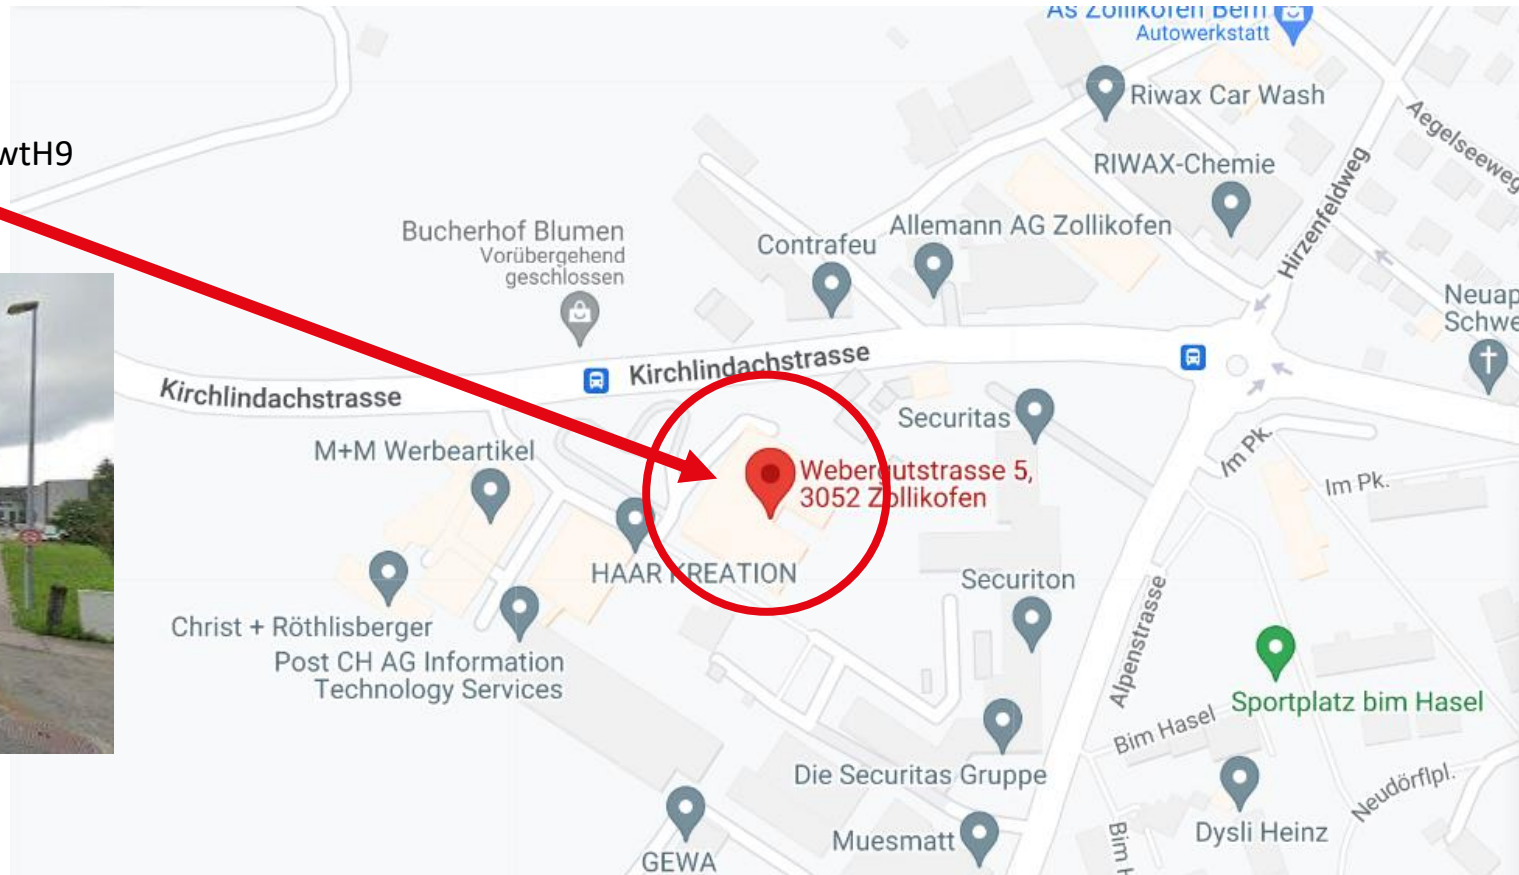 As Zollikofen Bern
Autowerkstatt
Riwax Car Wash
Aegelseeweg
wtH9
RIWAX-Chemie
Hirzenfeldweg
Bucherhof Blumen
Vorübergehend
geschlossen
Contrafeu
Allemann AG Zollikofen
Neuap
Schwe
Kirchlindachstrasse
Kirchlindachstrasse
Securitas
M+M Werbeartikel
Im Pk.
Im Pk.
Webergutstrasse 5,
3052 Zollikofen
HAAR KREATION
Securiton
Alpenstrasse
Christ + Röthlisberger
Post CH AG Information
Technology Services
Sportplatz bim Hasel
Bim Hasel
Die Securitas Gruppe
Neudörflpl.
Muesmatt
Bim H
Dysli Heinz
GEWA